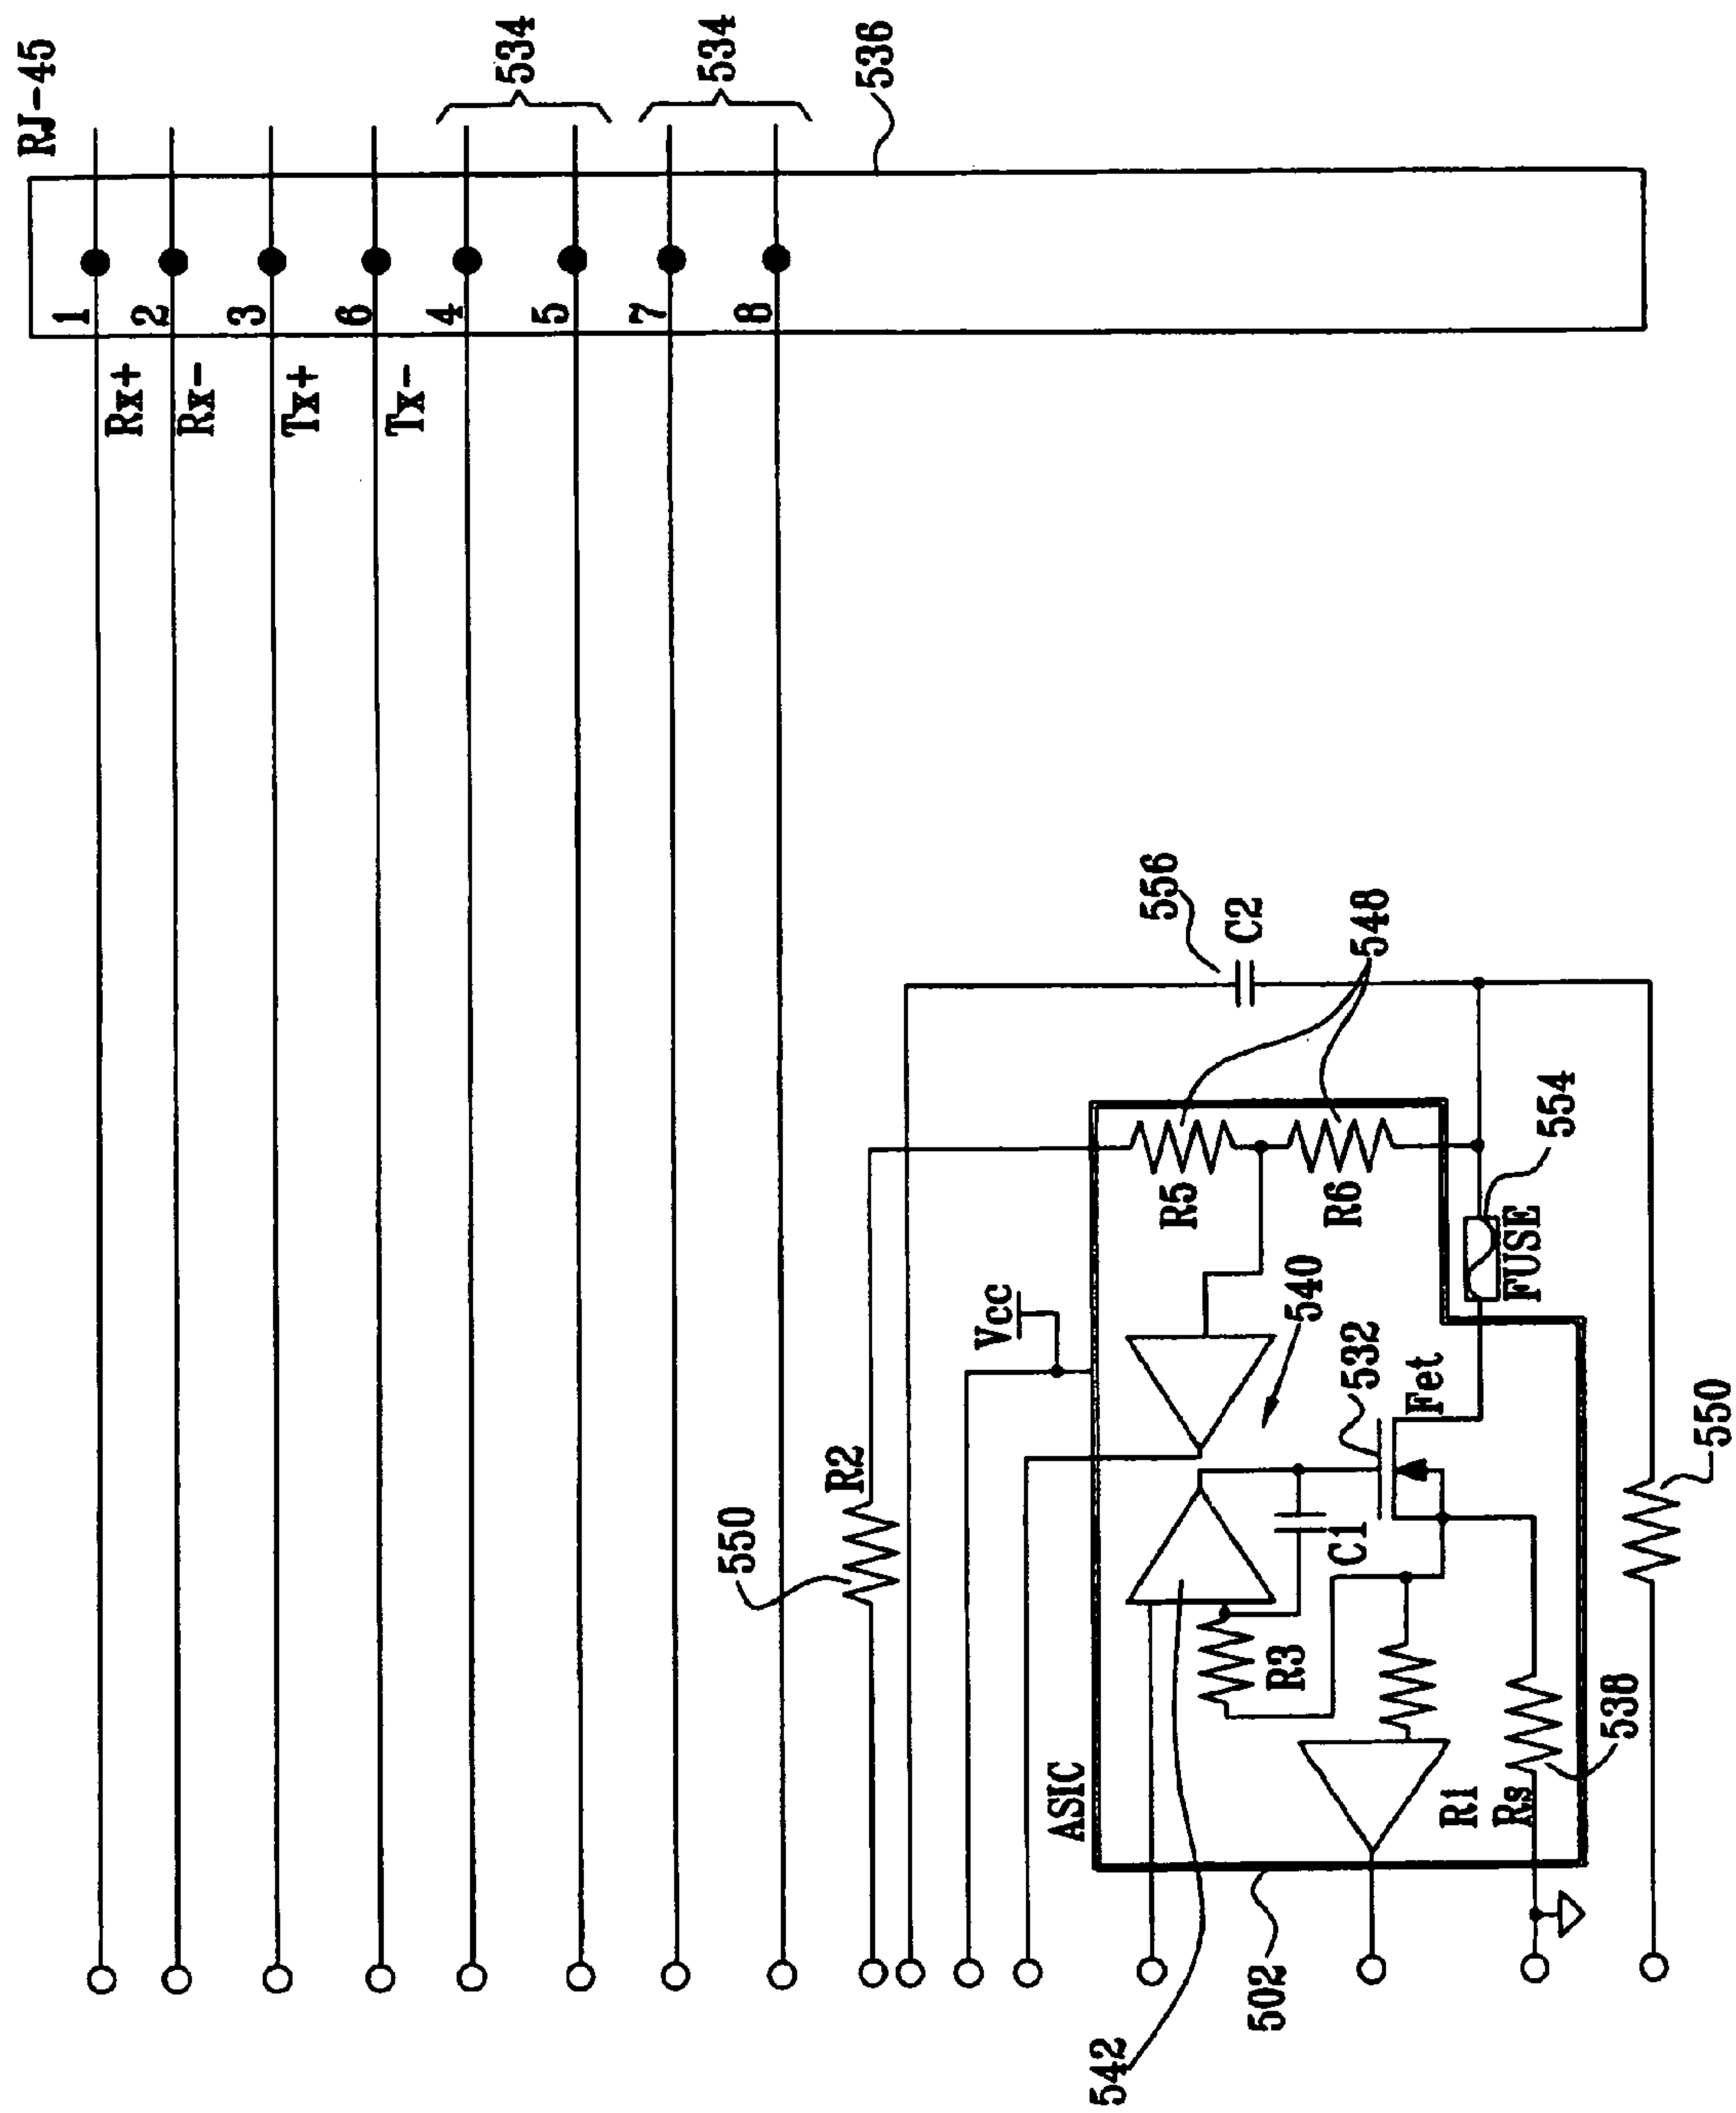 RJ-45
1
2
3
6
4
5
7
8
Rx+
Rx-
Tx+
Tx-
534
534
536
556
C2
548
R5
R6
554
FUSE
Vcc
540
532
Fet
550
R2
550
C1
R3
R1
Rs
538
ASIC
502
542